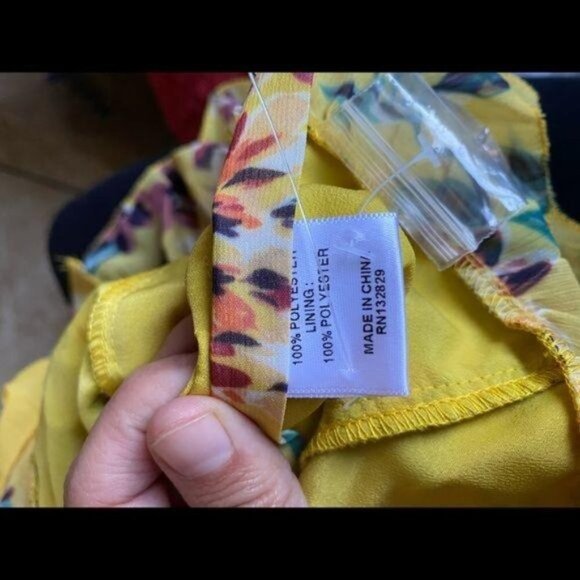 100% POLYESTER
LINING:
100% POLYESTER
MADE IN CHINA
RN132829